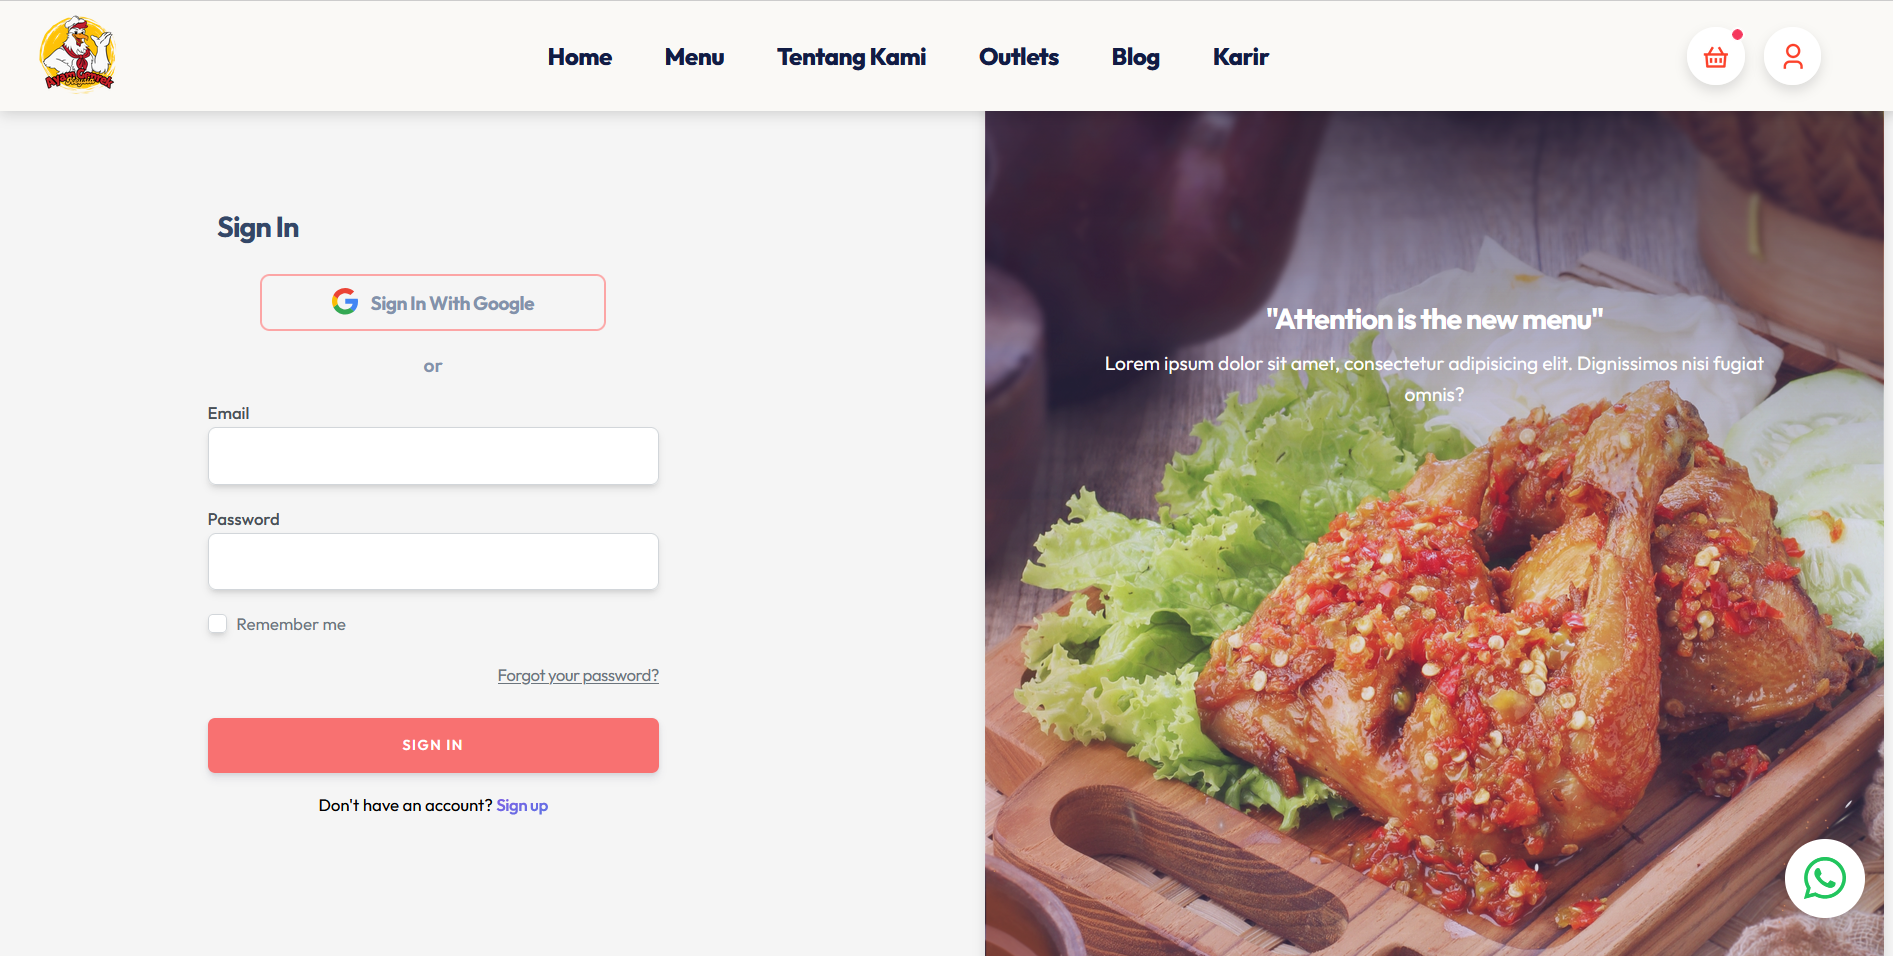 Ayam Geprek
Home Menu Tentang Kami Outlets Blog Karir
Sign In
Sign In With Google
or
Email
Password
Remember me
Forgot your password?
SIGN IN
Don't have an account? Sign up
"Attention is the new menu"
Lorem ipsum dolor sit amet, consectetur adipisicing elit. Dignissimos nisi fugiat
omnis?